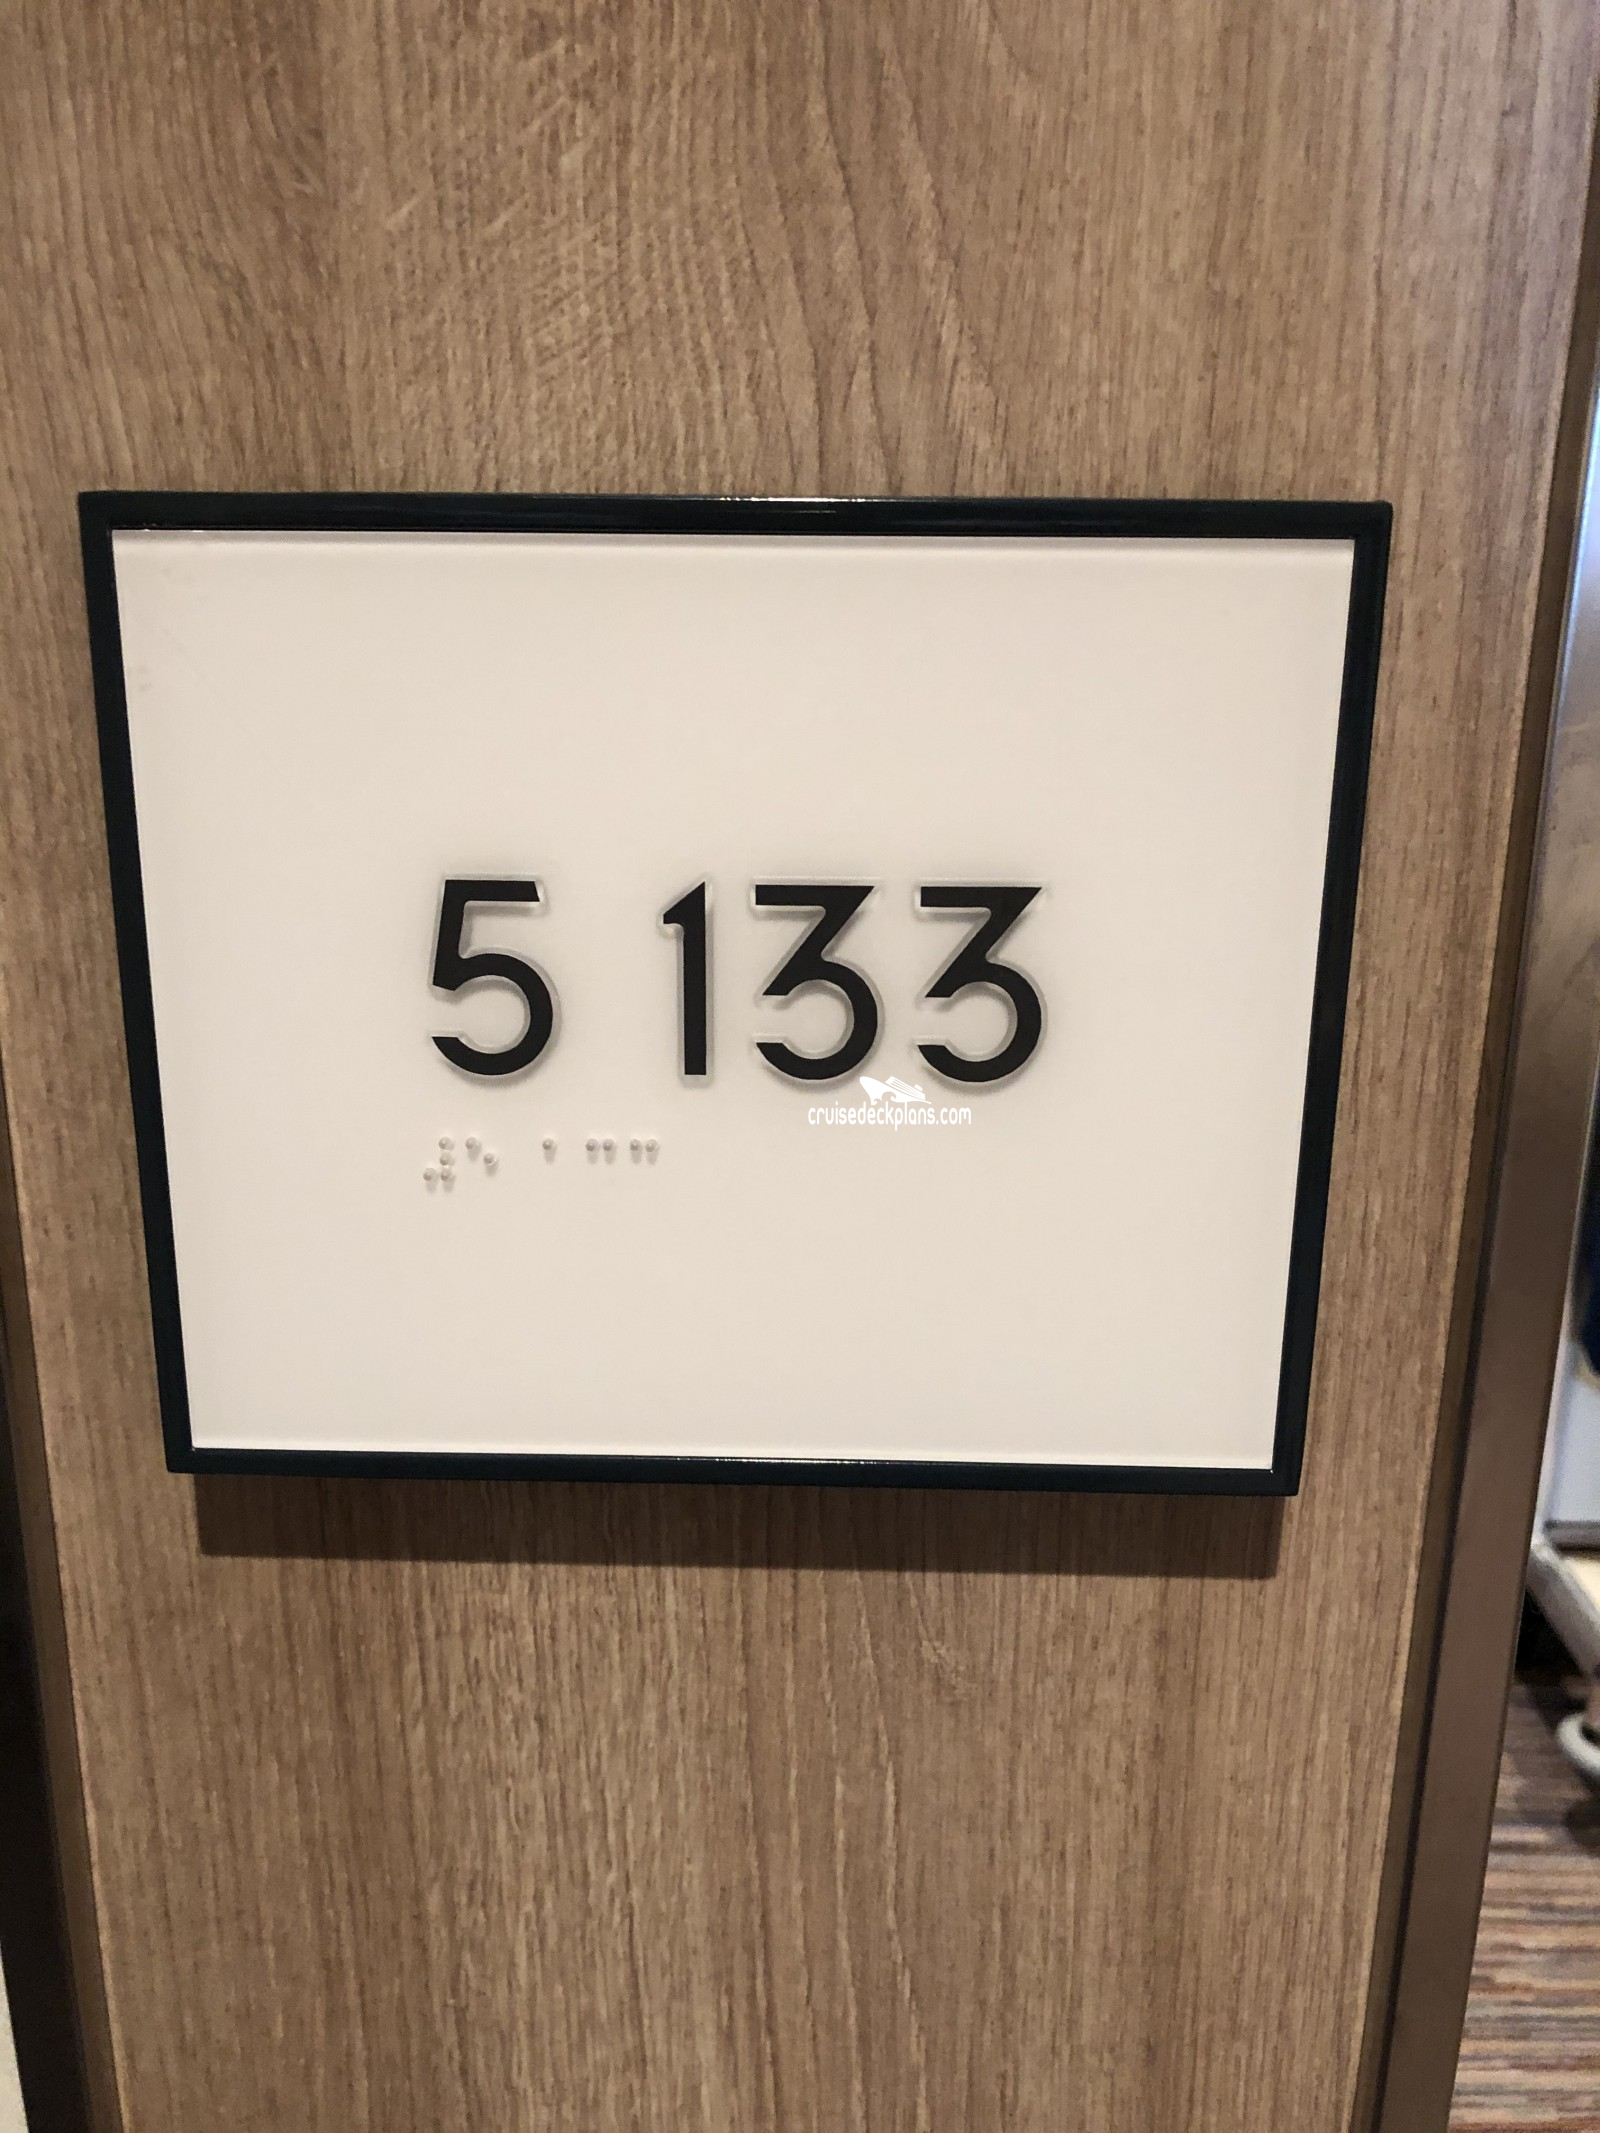 5 133
cruisedeckplans.com
⠼⠑ ⠁⠉⠉